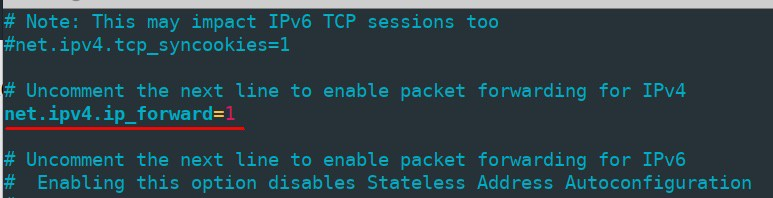 # Note: This may impact IPv6 TCP sessions too
#net.ipv4.tcp_syncookies=1
# Uncomment the next line to enable packet forwarding for IPv4
net.ipv4.ip_forward=1
# Uncomment the next line to enable packet forwarding for IPv6
#  Enabling this option disables Stateless Address Autoconfiguration